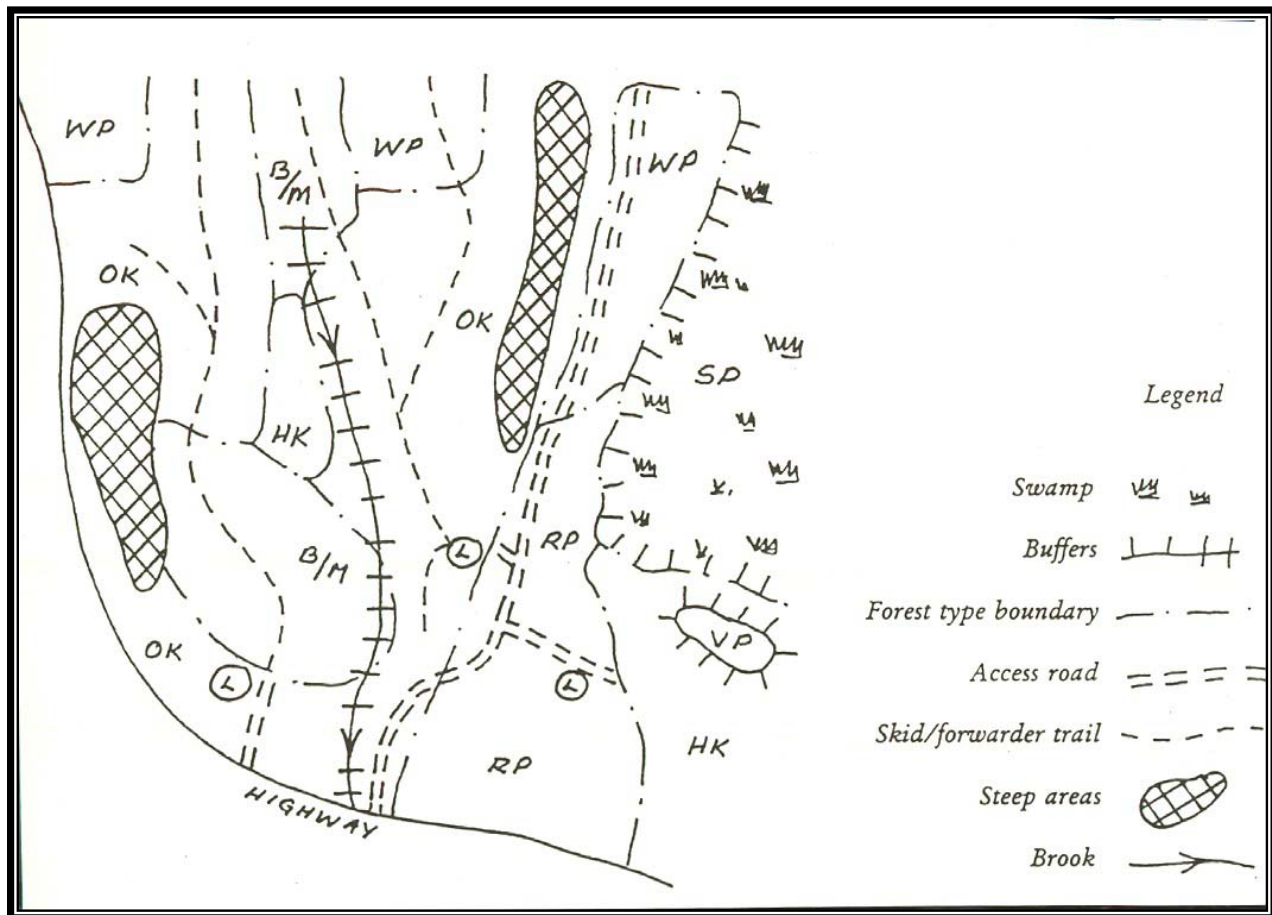 WP
WP
WP
B/M
OK
OK
SP
HK
RP
B/M
VP
OK
L
L
L
HK
RP
HIGHWAY
Legend
Swamp
Buffers
Forest type boundary
Access road
Skid/forwarder trail
Steep areas
Brook